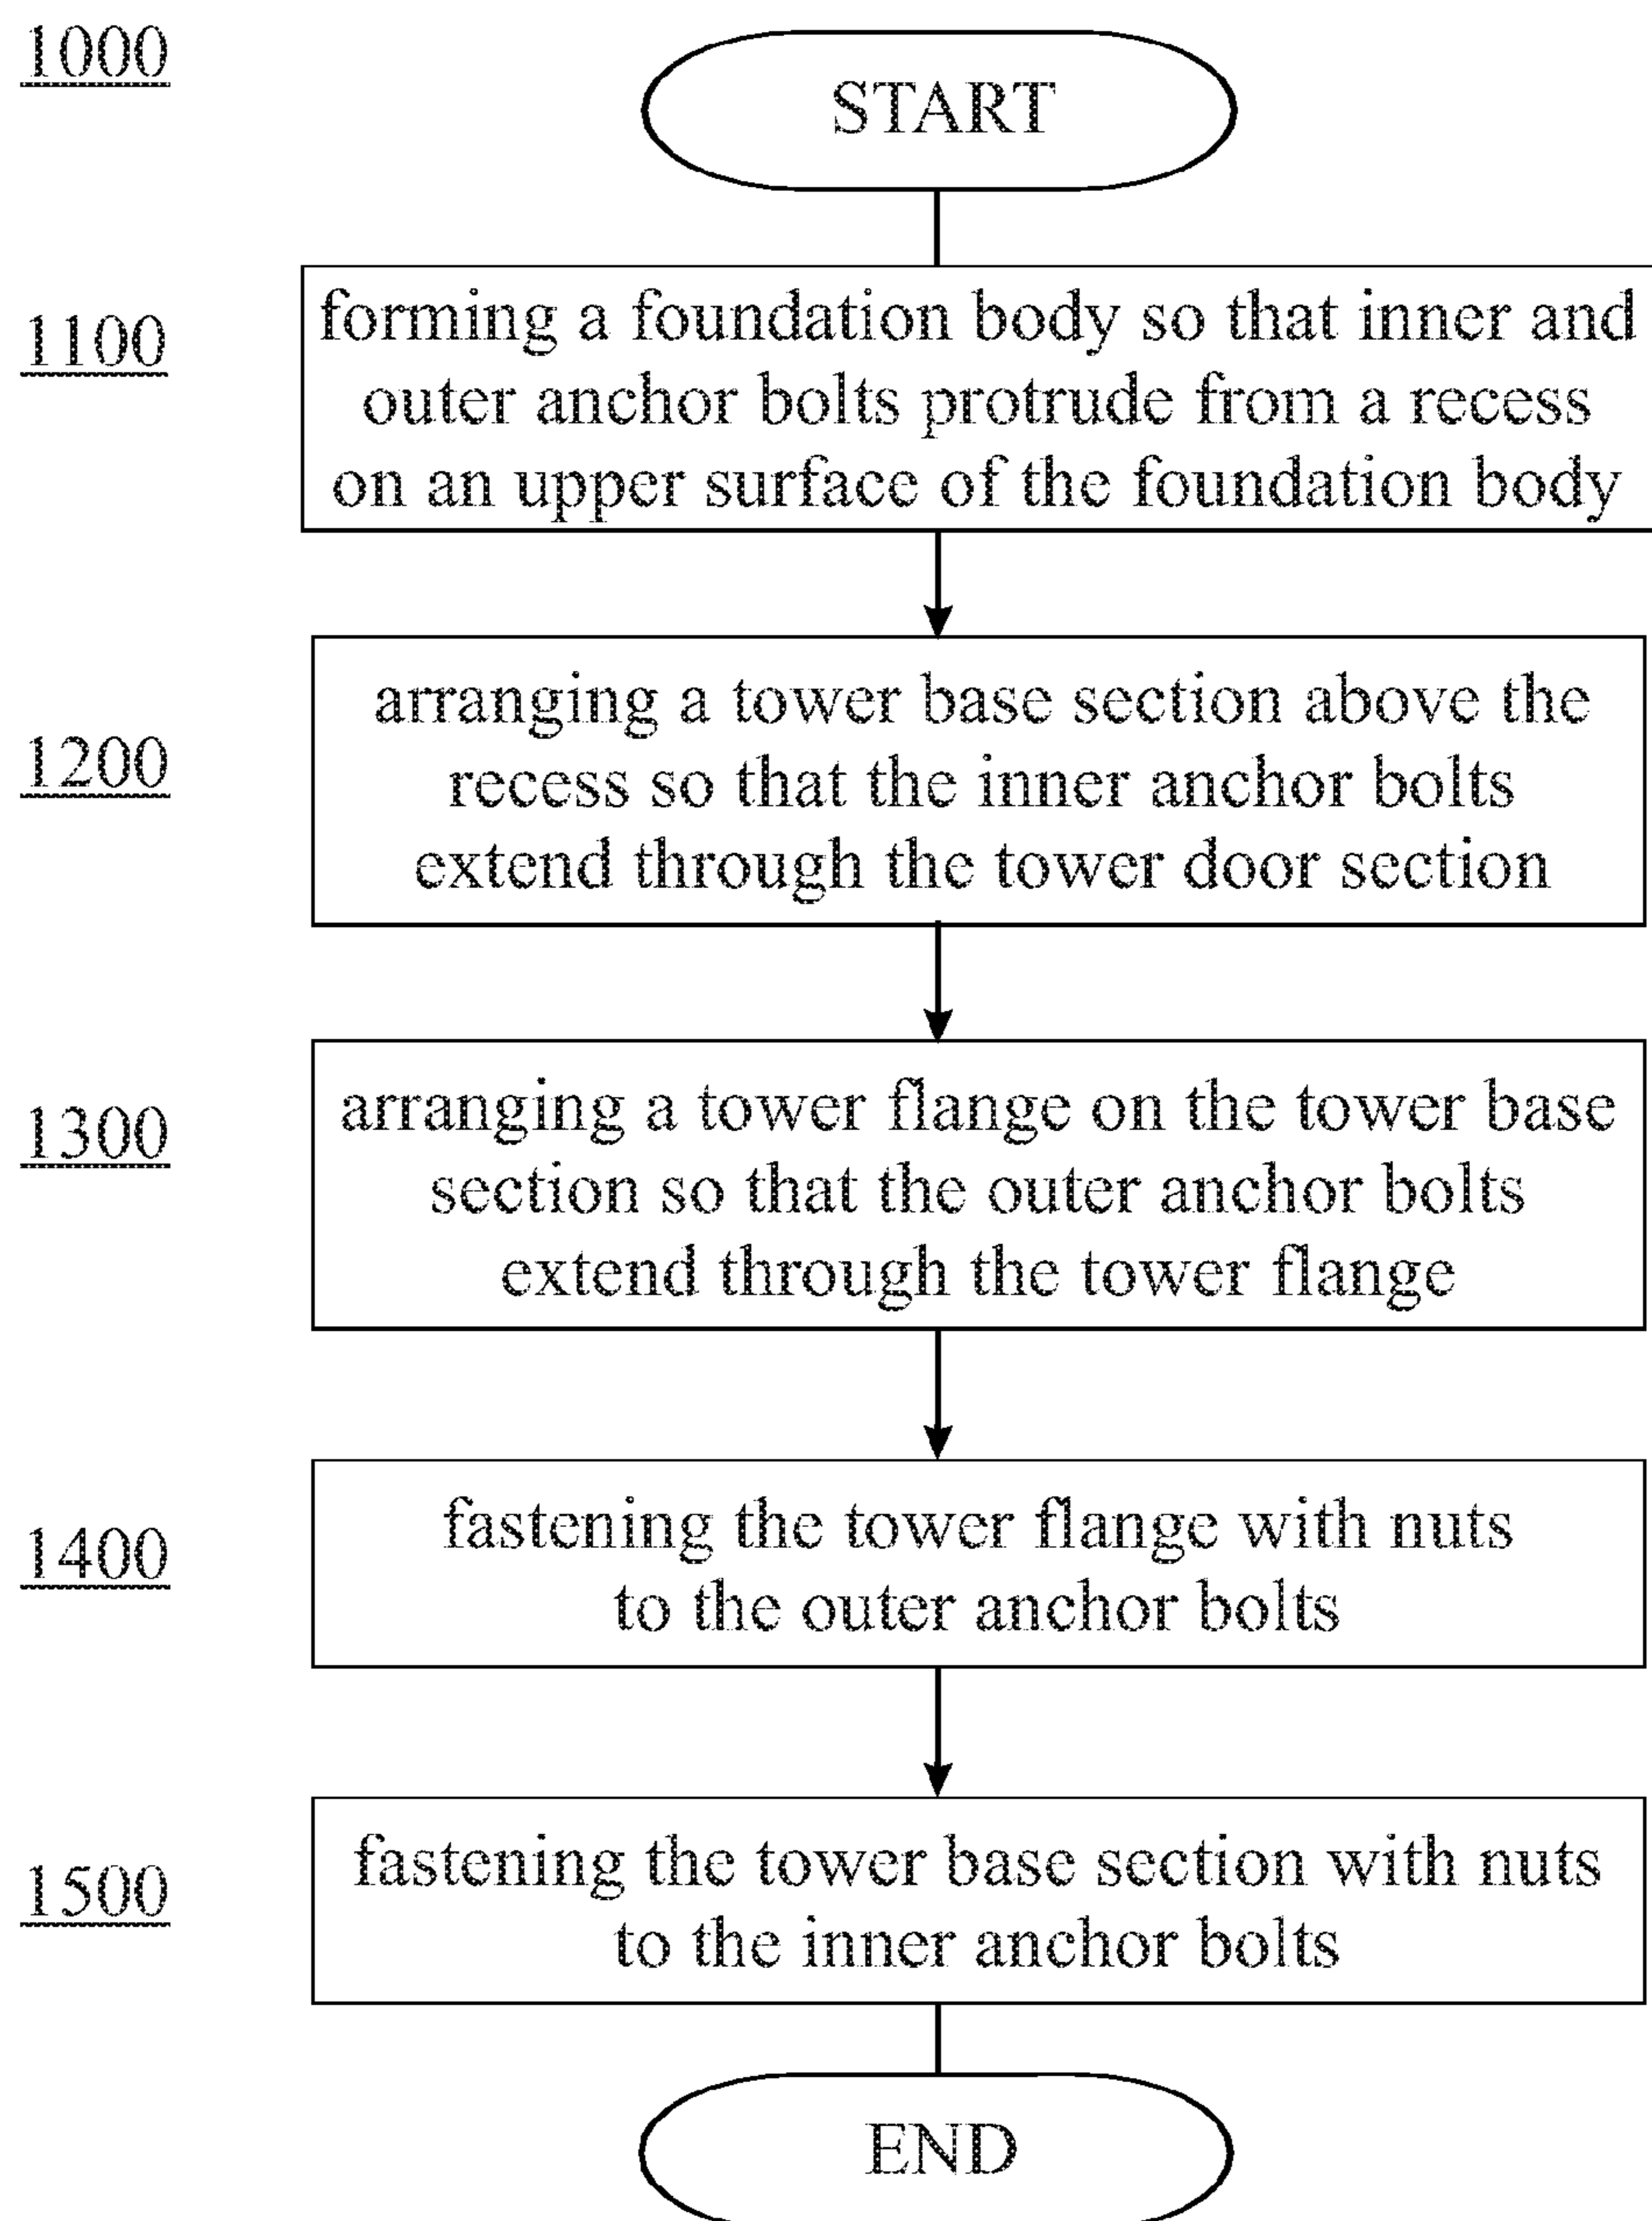 1000
START
1100
forming a foundation body so that inner and
outer anchor bolts protrude from a recess
on an upper surface of the foundation body
1200
arranging a tower base section above the
recess so that the inner anchor bolts
extend through the tower door section
1300
arranging a tower flange on the tower base
section so that the outer anchor bolts
extend through the tower flange
1400
fastening the tower flange with nuts
to the outer anchor bolts
1500
fastening the tower base section with nuts
to the inner anchor bolts
END